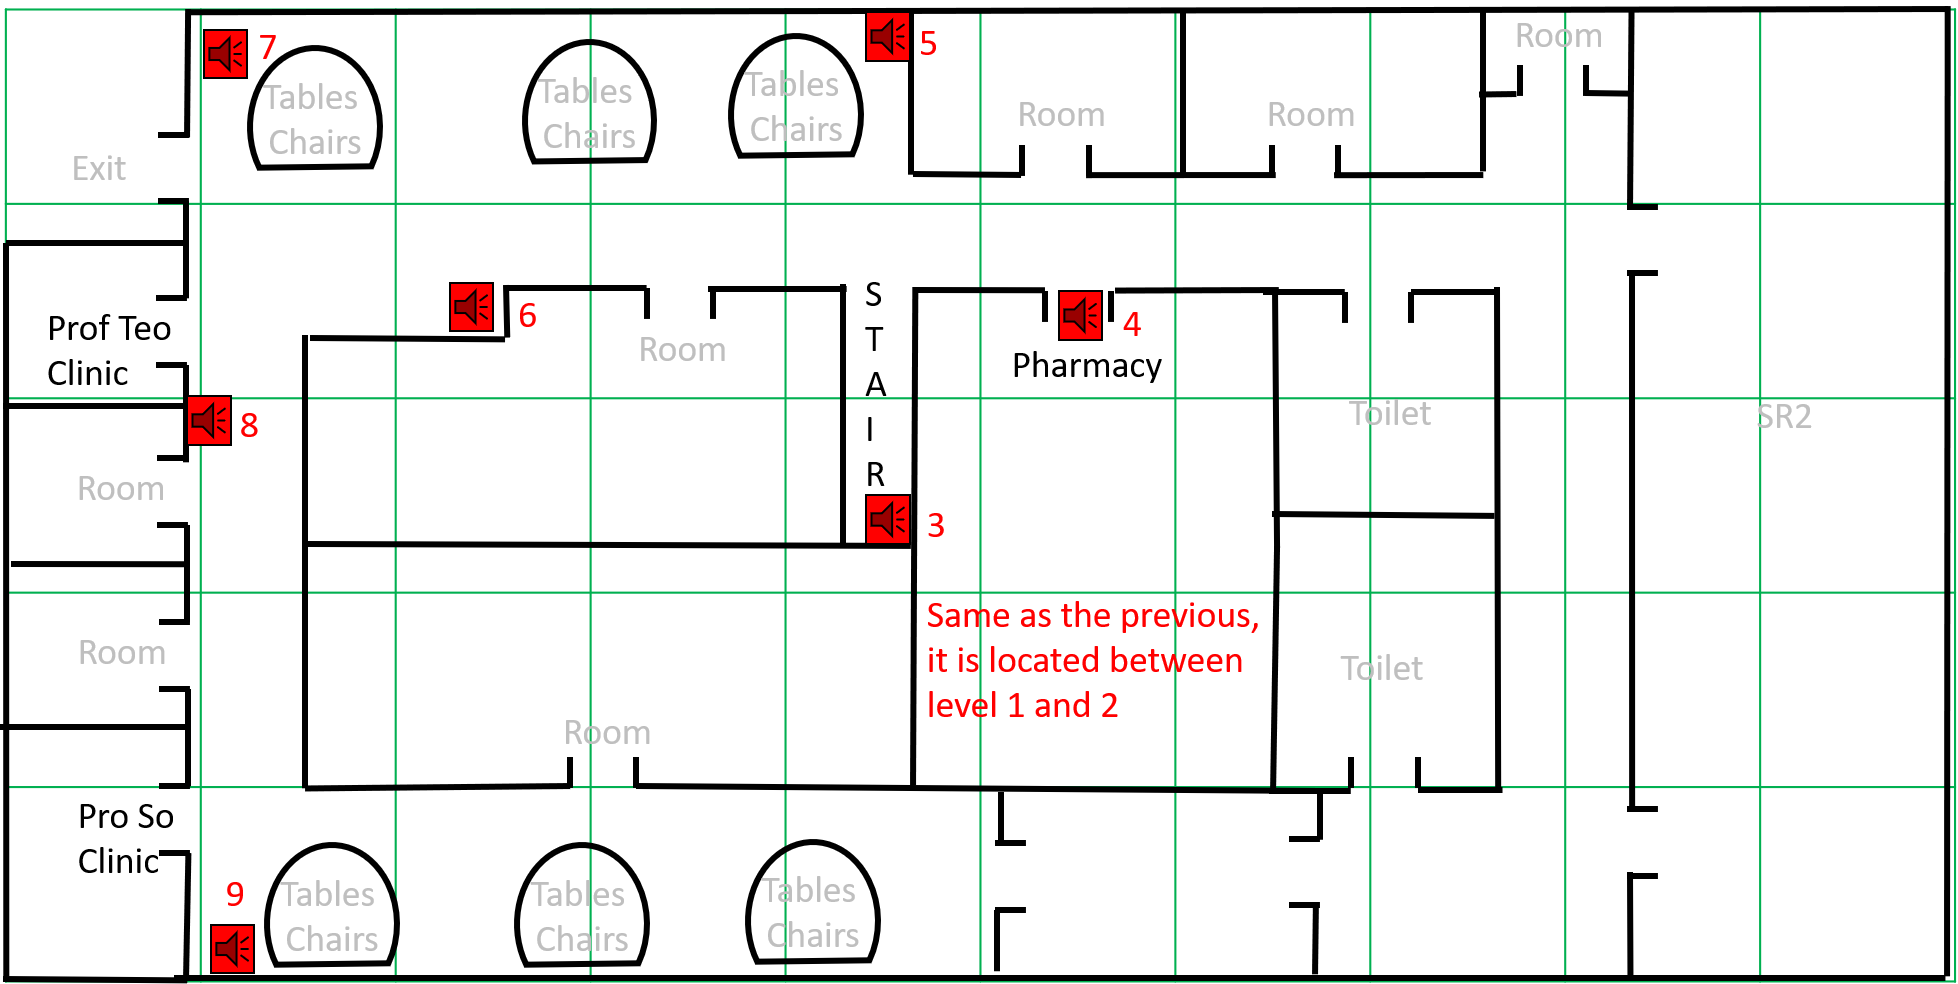 7
5
Room
Tables
Chairs
Tables
Chairs
Tables
Chairs
Room
Room
Exit
Prof Teo
Clinic
6
Room
S
T
A
I
R
4
Pharmacy
8
Toilet
SR2
Room
3
Same as the previous,
it is located between
level 1 and 2
Room
Toilet
Room
Pro So
Clinic
9
Tables
Chairs
Tables
Chairs
Tables
Chairs